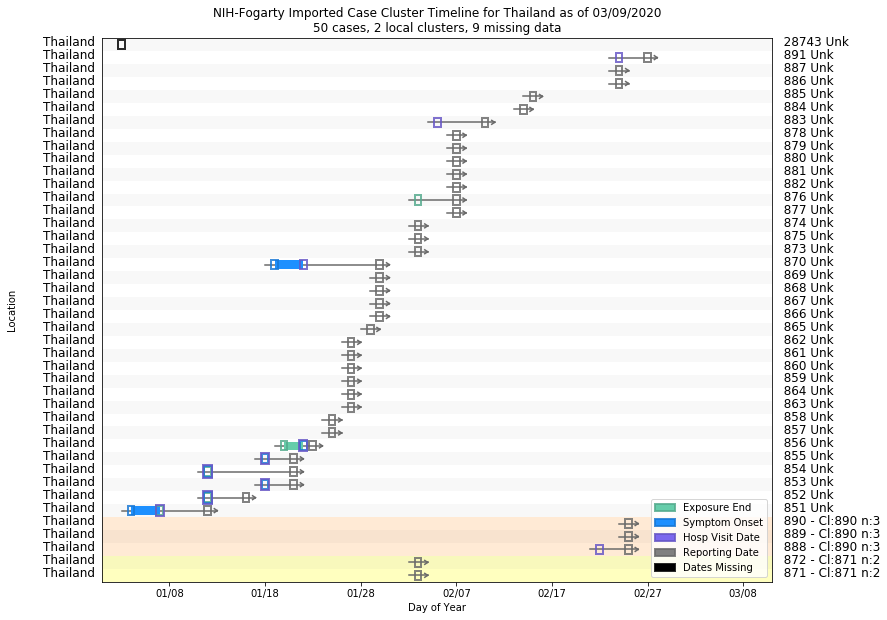 NIH-Fogarty Imported Case Cluster Timeline for Thailand as of 03/09/2020
50 cases, 2 local clusters, 9 missing data
Thailand 28743 Unk
Thailand 891 Unk
Thailand 887 Unk
Thailand 886 Unk
Thailand 885 Unk
Thailand 884 Unk
Thailand 883 Unk
Thailand 878 Unk
Thailand 879 Unk
Thailand 880 Unk
Thailand 881 Unk
Thailand 882 Unk
Thailand 876 Unk
Thailand 877 Unk
Thailand 874 Unk
Thailand 875 Unk
Thailand 873 Unk
Thailand 870 Unk
Thailand 869 Unk
Thailand 868 Unk
Thailand 867 Unk
Thailand 866 Unk
Thailand 865 Unk
Thailand 862 Unk
Thailand 861 Unk
Thailand 860 Unk
Thailand 859 Unk
Thailand 864 Unk
Thailand 863 Unk
Thailand 858 Unk
Thailand 857 Unk
Thailand 856 Unk
Thailand 855 Unk
Thailand 854 Unk
Thailand 853 Unk
Thailand 852 Unk
Thailand 851 Unk
Thailand 890 - Cl:890 n:3
Thailand 889 - Cl:890 n:3
Thailand 888 - Cl:890 n:3
Thailand 872 - Cl:871 n:2
Thailand 871 - Cl:871 n:2
Location
Exposure End
Symptom Onset
Hosp Visit Date
Reporting Date
Dates Missing
01/08 01/18 01/28 02/07 02/17 02/27 03/08
Day of Year